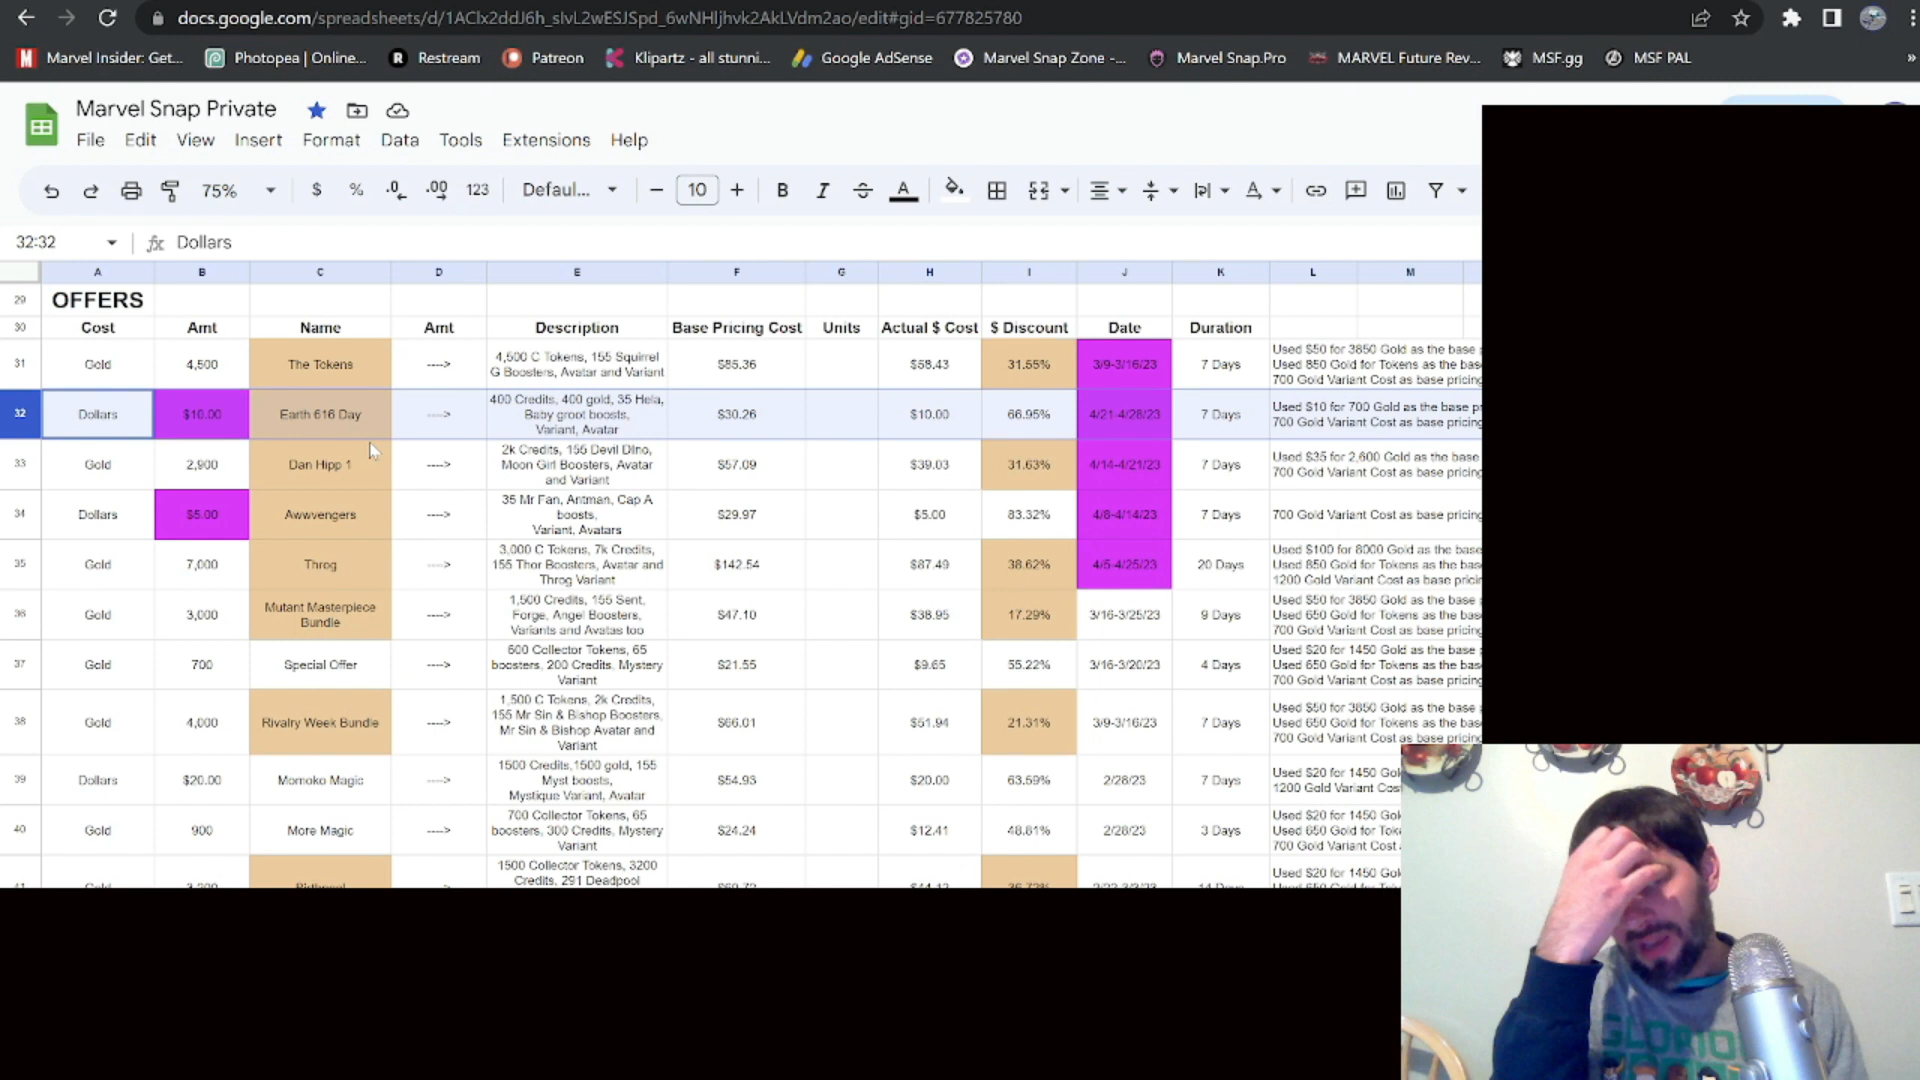 docs.google.com/spreadsheets/d/1AClx2ddJ6h_sIvL2wESJSpd_6wNHljhvk2AkLVdm2ao/edit#gid=677825780
Marvel Insider: Get... Photopea | Online... Restream Patreon Klipartz - all stunni... Google AdSense Marvel Snap Zone -... Marvel Snap.Pro MARVEL Future Rev... MSF.gg MSF PAL »
Marvel Snap Private
File Edit View Insert Format Data Tools Extensions Help
75% $ % .0 .00 123 Defaul... − 10 + B I A
32:32 fx Dollars
A B C D E F G H I J K L M
29 OFFERS
30 Cost Amt Name Amt Description Base Pricing Cost Units Actual $ Cost $ Discount Date Duration
31 Gold 4,500 The Tokens ----> 4,500 C Tokens, 155 Squirrel $85.36 $58.43 31.55% 3/9-3/16/23 7 Days Used $50 for 3850 Gold as the base
G Boosters, Avatar and Variant Used 850 Gold for Tokens as the bas
700 Gold Variant Cost as base pricing
32 Dollars $10.00 Earth 616 Day ----> 400 Credits, 400 gold, 35 Hela, $30.26 $10.00 66.95% 4/21-4/28/23 7 Days Used $10 for 700 Gold as the base p
Baby groot boosts, 700 Gold Variant Cost as base pricing
Variant, Avatar
33 Gold 2,900 Dan Hipp 1 ----> 2k Credits, 155 Devil DIno, $57.09 $39.03 31.63% 4/14-4/21/23 7 Days Used $35 for 2,600 Gold as the base
Moon Girl Boosters, Avatar 700 Gold Variant Cost as base pricing
and Variant
34 Dollars $5.00 Awwvengers ----> 35 Mr Fan, Antman, Cap A $29.97 $5.00 83.32% 4/8-4/14/23 7 Days 700 Gold Variant Cost as base pricing
boosts,
Variant, Avatars
35 Gold 7,000 Throg ----> 3,000 C Tokens, 7k Credits, $142.54 $87.49 38.62% 4/5-4/25/23 20 Days Used $100 for 8000 Gold as the base
155 Thor Boosters, Avatar and Used 850 Gold for Tokens as the bas
Throg Variant 1200 Gold Variant Cost as base pricin
36 Gold 3,000 Mutant Masterpiece Bundle ----> 1,500 Credits, 155 Sent, $47.10 $38.95 17.29% 3/16-3/25/23 9 Days Used $50 for 3850 Gold as the base
Forge, Angel Boosters, Used 650 Gold for Tokens as the bas
Variants and Avatas too 700 Gold Variant Cost as base pricing
37 Gold 700 Special Offer ----> 600 Collector Tokens, 65 $21.55 $9.65 55.22% 3/16-3/20/23 4 Days Used $20 for 1450 Gold as the base
boosters, 200 Credits, Mystery Used 650 Gold for Tokens as the bas
Variant 700 Gold Variant Cost as base pricing
38 Gold 4,000 Rivalry Week Bundle ----> 1,500 C Tokens, 2k Credits, $66.01 $51.94 21.31% 3/9-3/16/23 7 Days Used $50 for 3850 Gold as the base
155 Mr Sin & Bishop Boosters, Used 650 Gold for Tokens as the bas
Mr Sin & Bishop Avatar and 700 Gold Variant Cost as base pricing
Variant
39 Dollars $20.00 Momoko Magic ----> 1500 Credits,1500 gold, 155 $54.93 $20.00 63.59% 2/28/23 7 Days Used $20 for 1450 Gol
Myst boosts, 1200 Gold Variant Cos
Mystique Variant, Avatar
40 Gold 900 More Magic ----> 700 Collector Tokens, 65 $24.24 $12.41 48.81% 2/28/23 3 Days Used $20 for 1450 Gol
boosters, 300 Credits, Mystery Used 650 Gold for Tok
Variant 700 Gold Variant Cost
1500 Collector Tokens, 3200 Used $20 for 1450 Gol
Credits, 291 Deadpool